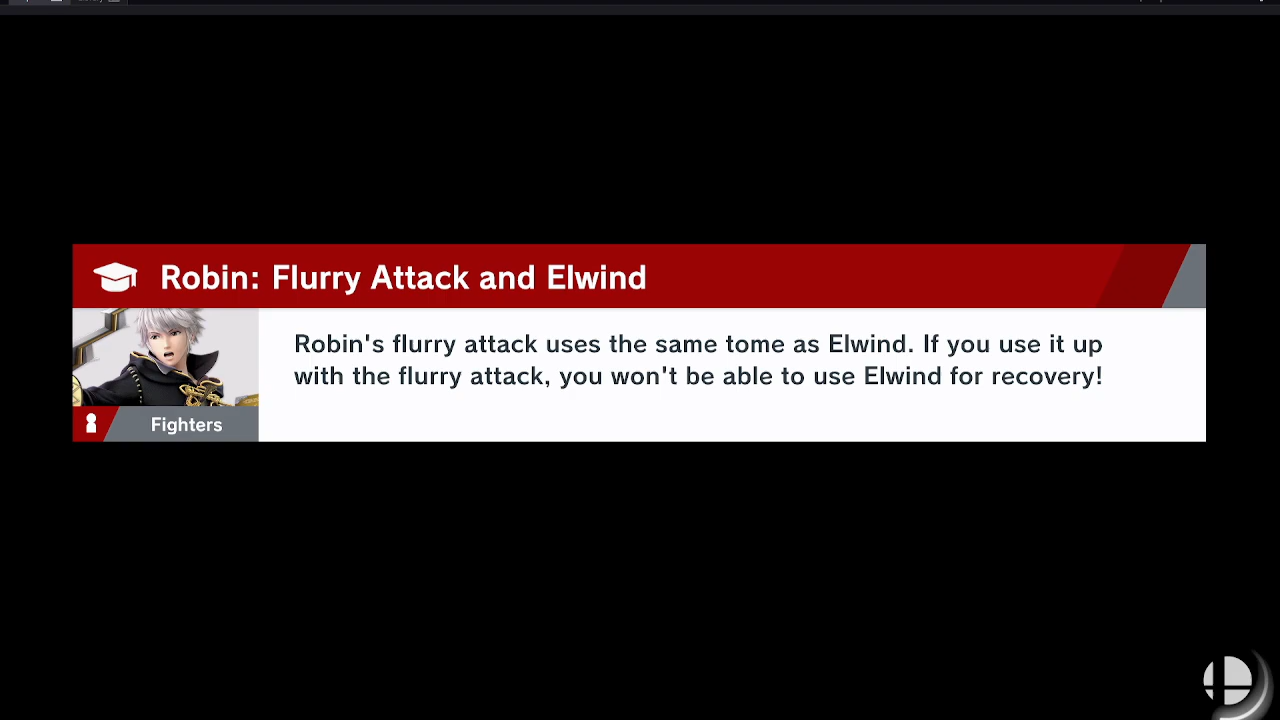 Robin: Flurry Attack and Elwind
Robin's flurry attack uses the same tome as Elwind. If you use it up
with the flurry attack, you won't be able to use Elwind for recovery!
Fighters